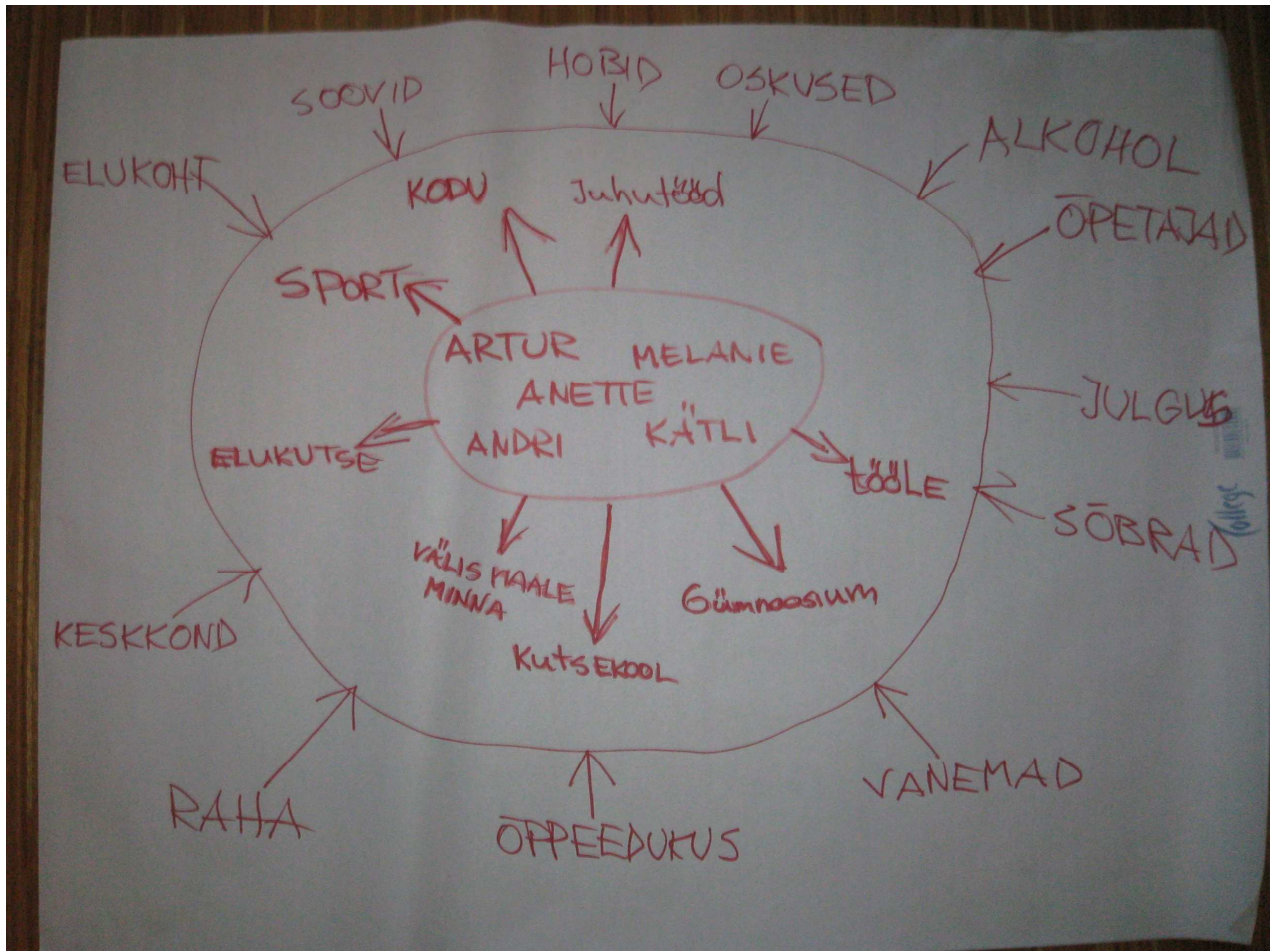 HOBID
SOOVID
OSKUSED
ALKOHOL
ELUKOHT
KODU
Juhutööd
ÕPETAJAD
SPORT
ARTUR
MELANIE
ANETTE
JULGUS
ANDRI
KÄTLI
ELUKUTSE
tööLE
SÕBRAD
College
VÄLISMAALE
MINNA
Gümnaasium
KESKKOND
KutSEKOOL
RAHA
VANEMAD
ÕPPEEDUKUS